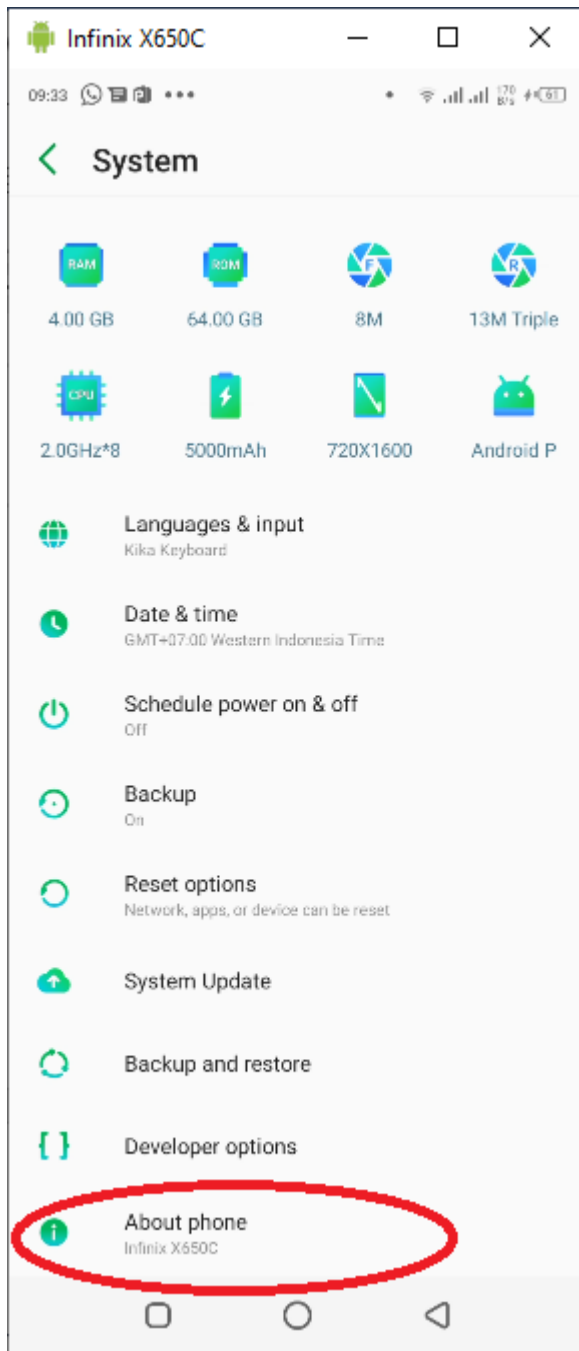 Infinix X650C
09:33
170 B/s 61
System
RAM
ROM
F
R
4.00 GB
64.00 GB
8M
13M Triple
CPU
2.0GHz*8
5000mAh
720X1600
Android P
Languages & input
Kika Keyboard
Date & time
GMT+07:00 Western Indonesia Time
Schedule power on & off
Off
Backup
On
Reset options
Network, apps, or device can be reset
System Update
Backup and restore
Developer options
About phone
Infinix X650C